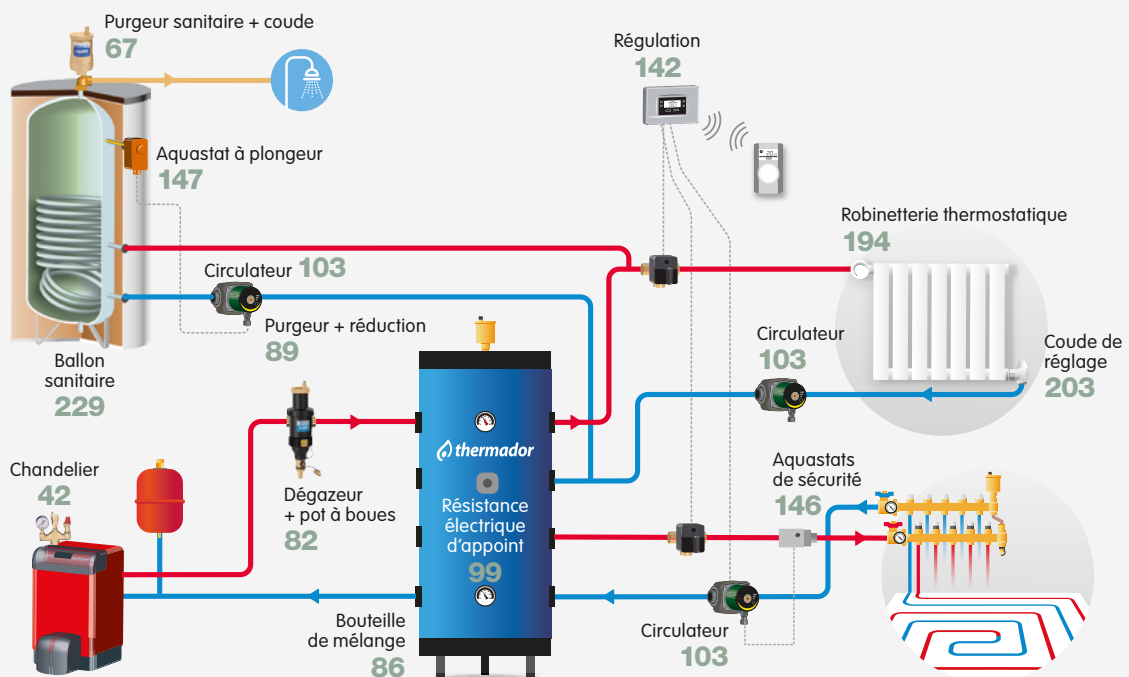 Purgeur sanitaire + coude
67
Régulation
142
Aquastat à plongeur
147
Robinetterie thermostatique
194
Circulateur 103
Purgeur + réduction
89
Circulateur
103
Coude de
réglage
203
Ballon
sanitaire
229
thermador
Résistance
électrique
d'appoint
99
Chandelier
42
Dégazeur
+ pot à boues
82
Aquastats
de sécurité
146
Bouteille
de mélange
86
Circulateur
103